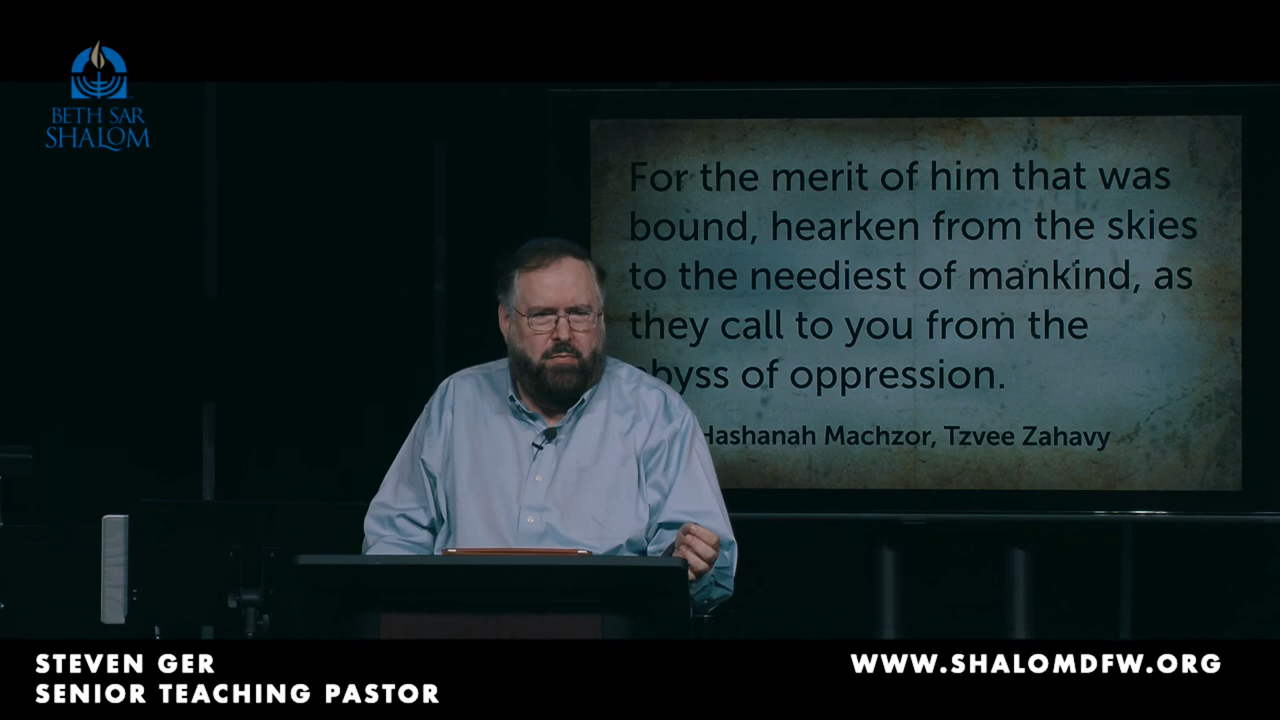 BETH SAR
SHALOM
For the merit of him that was
bound, hearken from the skies
to the neediest of mankind, as
they call to you from the
abyss of oppression.
Hashanah Machzor, Tzvee Zahavy
STEVEN GER
SENIOR TEACHING PASTOR
WWW.SHALOMDFW.ORG